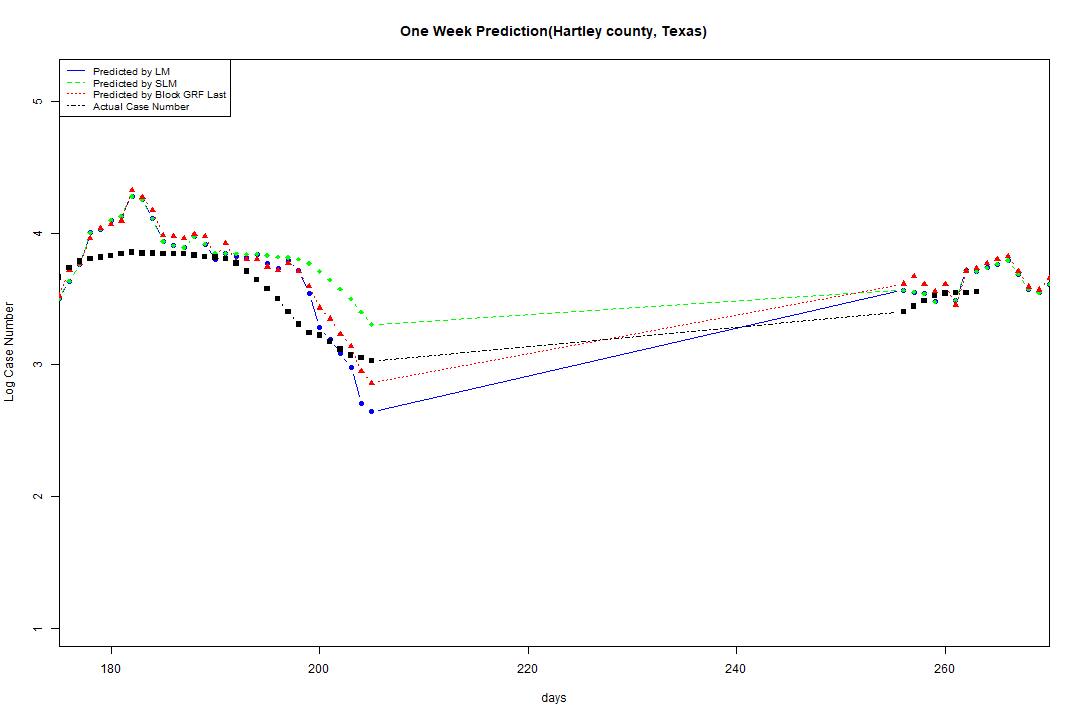 One Week Prediction(Hartley county, Texas)
Predicted by LM
Predicted by SLM
Predicted by Block GRF Last
Actual Case Number
5
4
3
2
1
Log Case Number
180
200
220
240
260
days